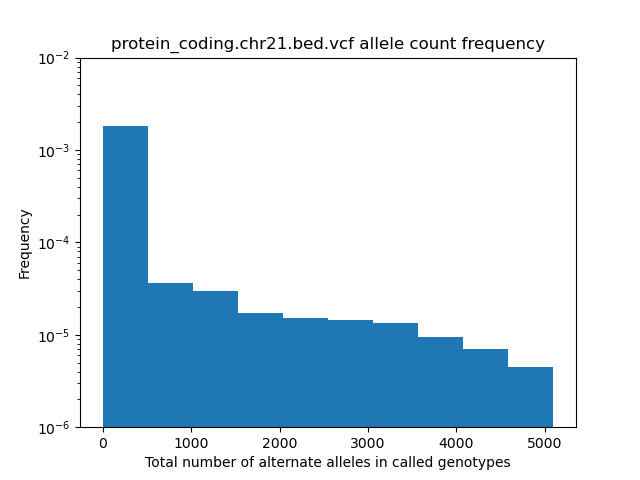 protein_coding.chr21.bed.vcf allele count frequency
10⁻²
10⁻³
10⁻⁴
10⁻⁵
10⁻⁶
Frequency
0 1000 2000 3000 4000 5000
Total number of alternate alleles in called genotypes